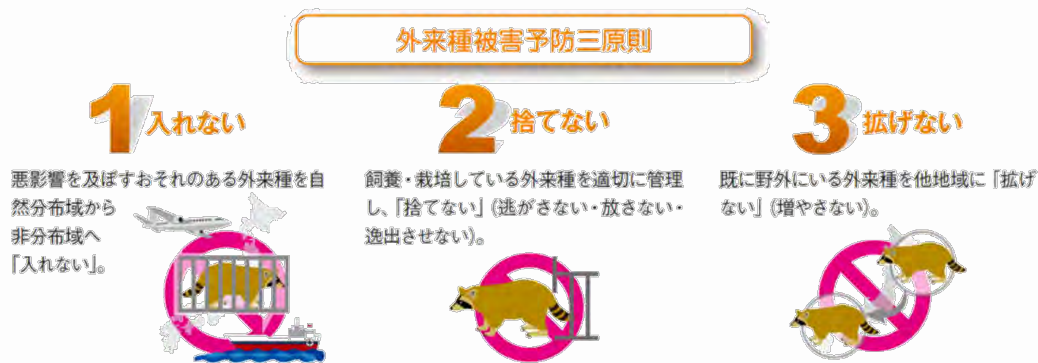 外来種被害予防三原則
1 入れない
悪影響を及ぼすおそれのある外来種を自
然分布域から
非分布域へ
「入れない」。
2 捨てない
飼養・栽培している外来種を適切に管理
し、「捨てない」（逃がさない・放さない・
逸出させない）。
3 拡げない
既に野外にいる外来種を他地域に「拡げ
ない」（増やさない）。